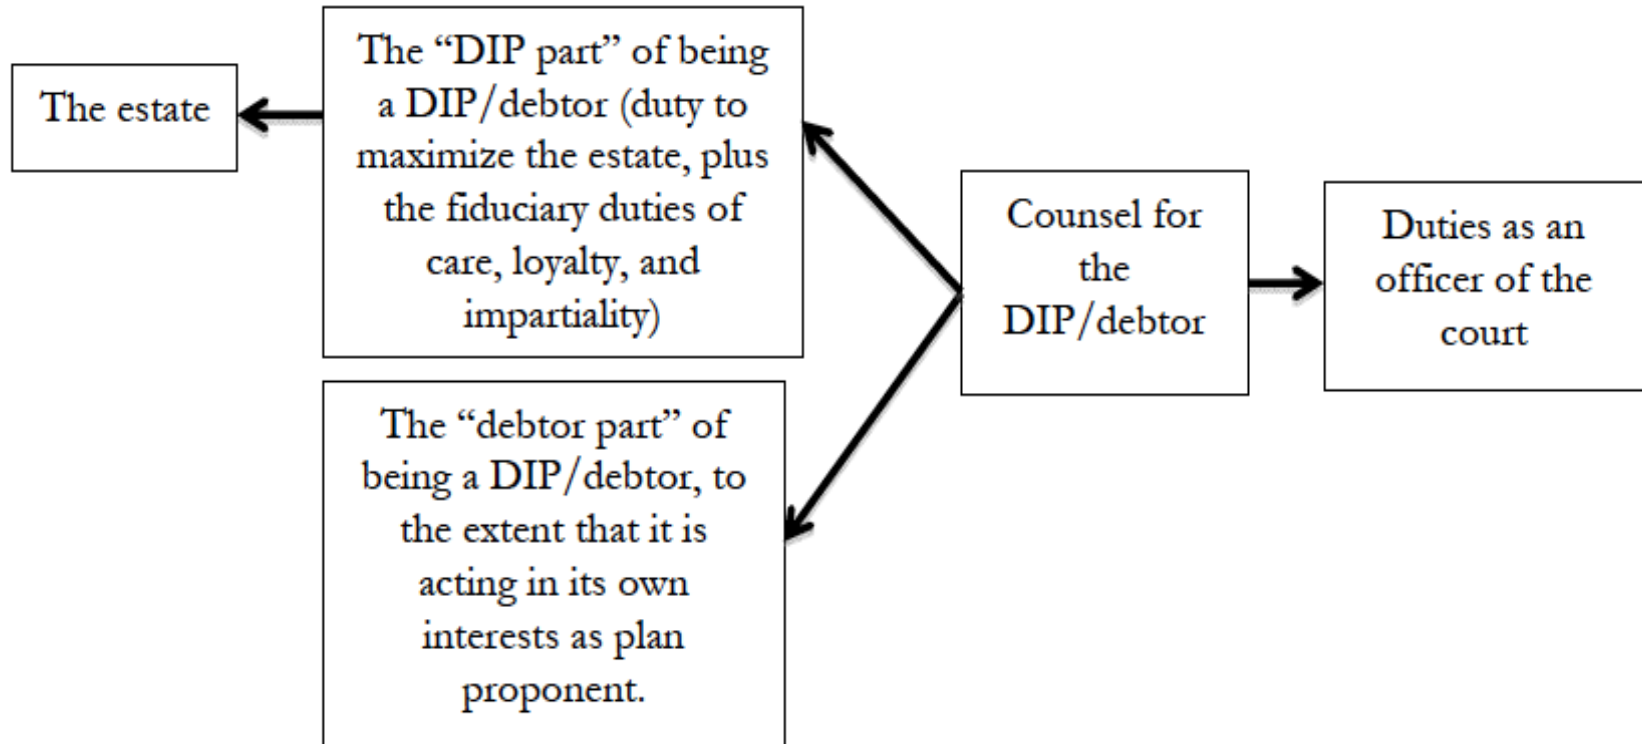 The estate
The “DIP part” of being
a DIP/debtor (duty to
maximize the estate, plus
the fiduciary duties of
care, loyalty, and
impartiality)
The “debtor part” of
being a DIP/debtor, to
the extent that it is
acting in its own
interests as plan
proponent.
Counsel for
the
DIP/debtor
Duties as an
officer of the
court